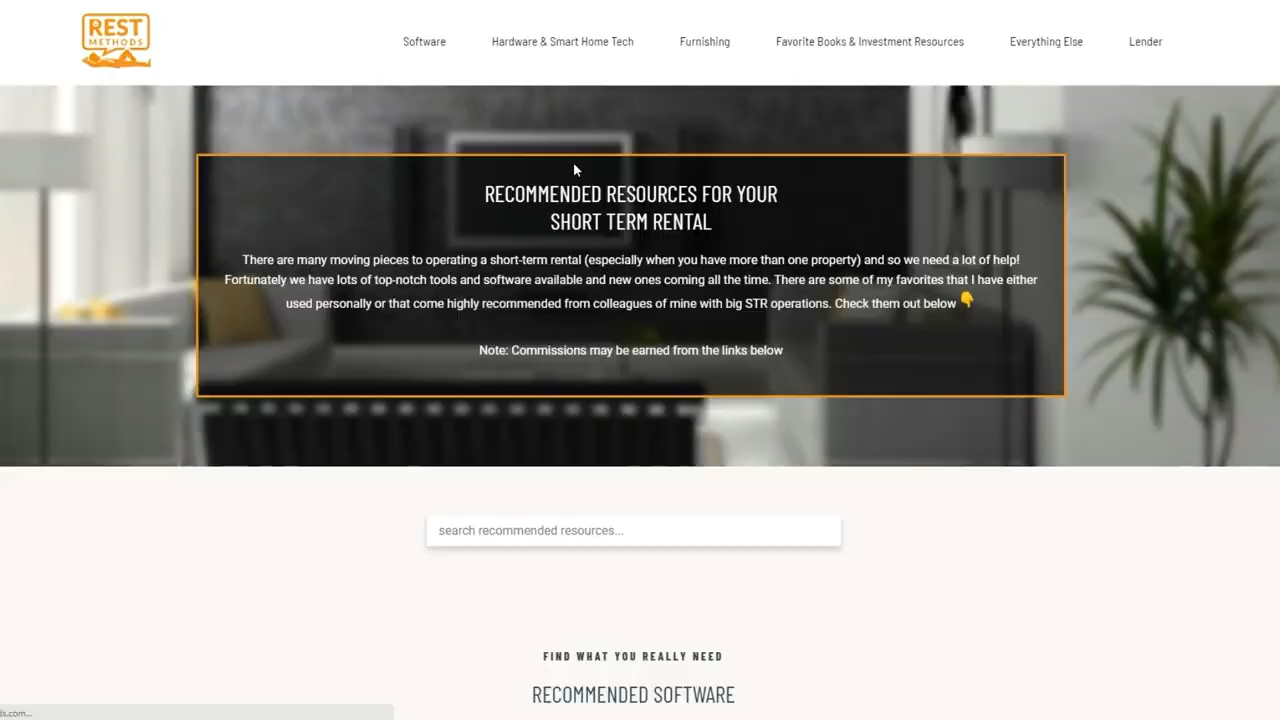 REST
METHODS
Software
Hardware & Smart Home Tech
Furnishing
Favorite Books & Investment Resources
Everything Else
Lender
RECOMMENDED RESOURCES FOR YOUR
SHORT TERM RENTAL
There are many moving pieces to operating a short-term rental (especially when you have more than one property) and so we need a lot of help!
Fortunately we have lots of top-notch tools and software available and new ones coming all the time. There are some of my favorites that I have either
used personally or that come highly recommended from colleagues of mine with big STR operations. Check them out below 👇
Note: Commissions may be earned from the links below
search recommended resources...
FIND WHAT YOU REALLY NEED
RECOMMENDED SOFTWARE
ds.com...